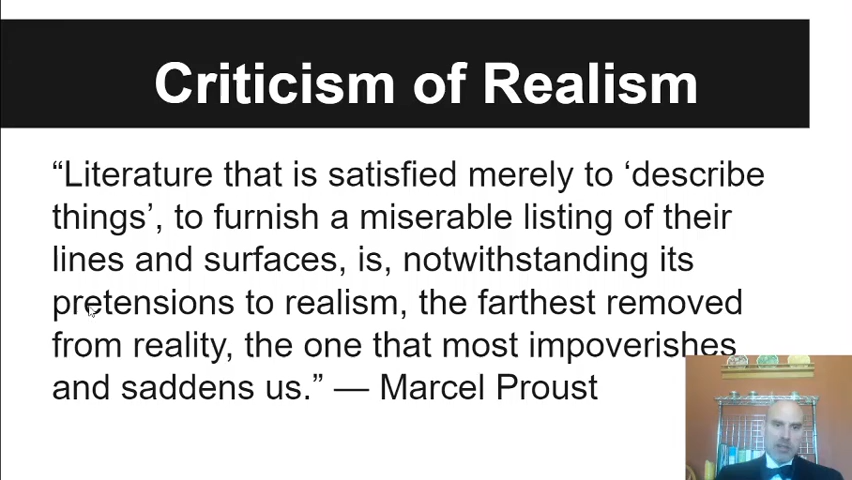 Criticism of Realism
“Literature that is satisfied merely to ‘describe
things’, to furnish a miserable listing of their
lines and surfaces, is, notwithstanding its
pretensions to realism, the farthest removed
from reality, the one that most impoverishes
and saddens us.” — Marcel Proust